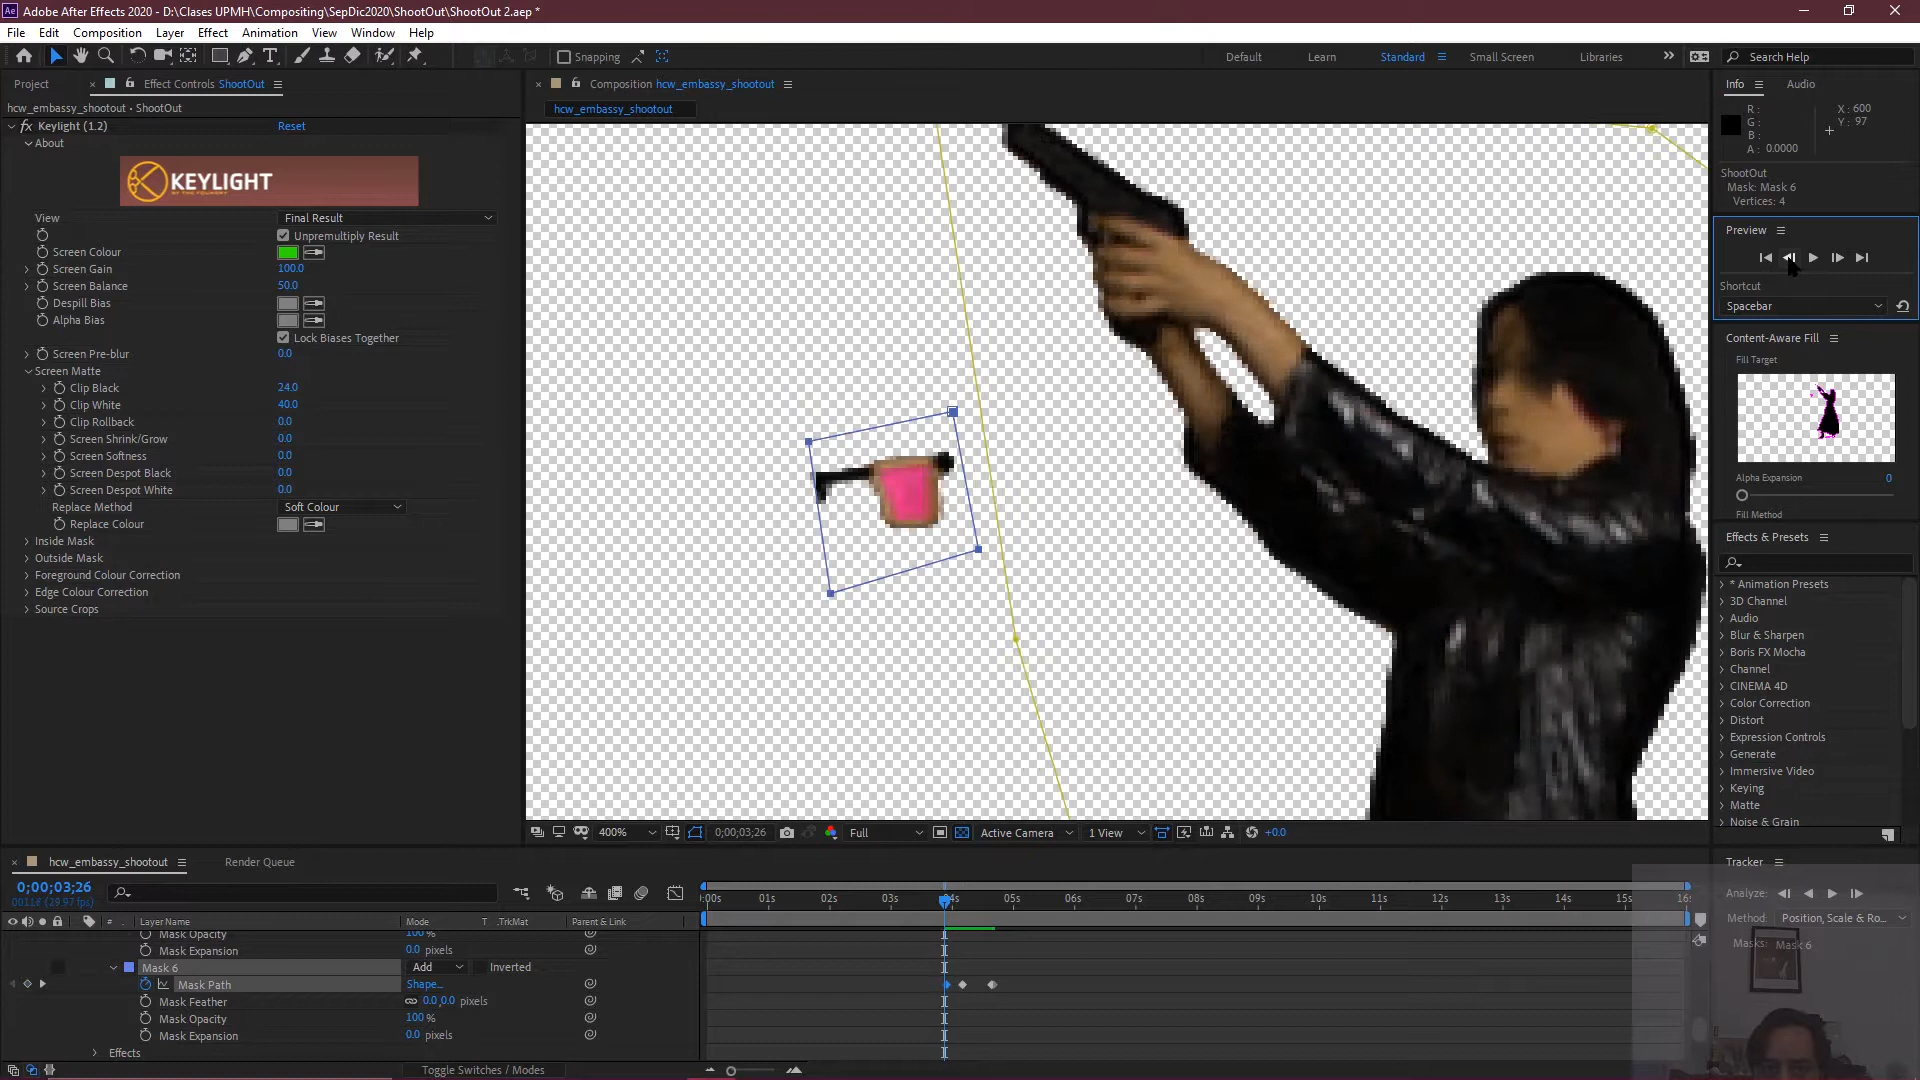 Adobe After Effects 2020 - D:\Clases UPMH\Compositing\SepDic2020\ShootOut\ShootOut 2.aep *
File Edit Composition Layer Effect Animation View Window Help
Snapping Default Learn Standard Small Screen Libraries Search Help
Project Effect Controls ShootOut
hcw_embassy_shootout • ShootOut
fx Keylight (1.2) Reset
About
KEYLIGHT
BY THE FOUNDRY
View Final Result
Unpremultiply Result
Screen Colour
Screen Gain 100.0
Screen Balance 50.0
Despill Bias
Alpha Bias
Lock Biases Together
Screen Pre-blur 0.0
Screen Matte
Clip Black 24.0
Clip White 40.0
Clip Rollback 0.0
Screen Shrink/Grow 0.0
Screen Softness 0.0
Screen Despot Black 0.0
Screen Despot White 0.0
Replace Method Soft Colour
Replace Colour
Inside Mask
Outside Mask
Foreground Colour Correction
Edge Colour Correction
Source Crops
Composition hcw_embassy_shootout
hcw_embassy_shootout
400% 0;00;03;26 Full Active Camera 1 View +0.0
Info Audio
R :
G :
B :
A : 0.0000
X : 600
Y : 97
ShootOut
Mask: Mask 6
Vertices: 4
Preview
Shortcut
Spacebar
Content-Aware Fill
Fill Target
Alpha Expansion 0
Fill Method
Effects & Presets
* Animation Presets
3D Channel
Audio
Blur & Sharpen
Boris FX Mocha
Channel
CINEMA 4D
Color Correction
Distort
Expression Controls
Generate
Immersive Video
Keying
Matte
Noise & Grain
Tracker
Analyze:
Method: Position, Scale & Ro...
Masks: Mask 6
hcw_embassy_shootout Render Queue
0;00;03;26
(29.97 fps)
# Layer Name Mode T .TrkMat Parent & Link
:00s 01s 02s 03s 04s 05s 06s 07s 08s 09s 10s 11s 12s 13s 14s 15s 16s
Mask Opacity 100%
Mask Expansion 0.0 pixels
Mask 6 Add Inverted
Mask Path Shape...
Mask Feather 0.0,0.0 pixels
Mask Opacity 100%
Mask Expansion 0.0 pixels
Effects
Toggle Switches / Modes